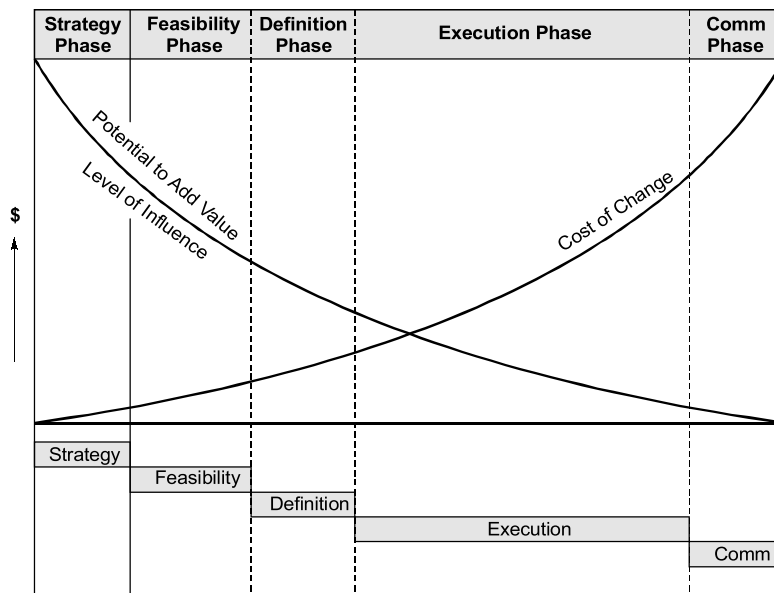 Strategy
Phase
Feasibility
Phase
Definition
Phase
Execution Phase
Comm
Phase
Potential to Add Value
Level of Influence
Cost of Change
$
Strategy
Feasibility
Definition
Execution
Comm